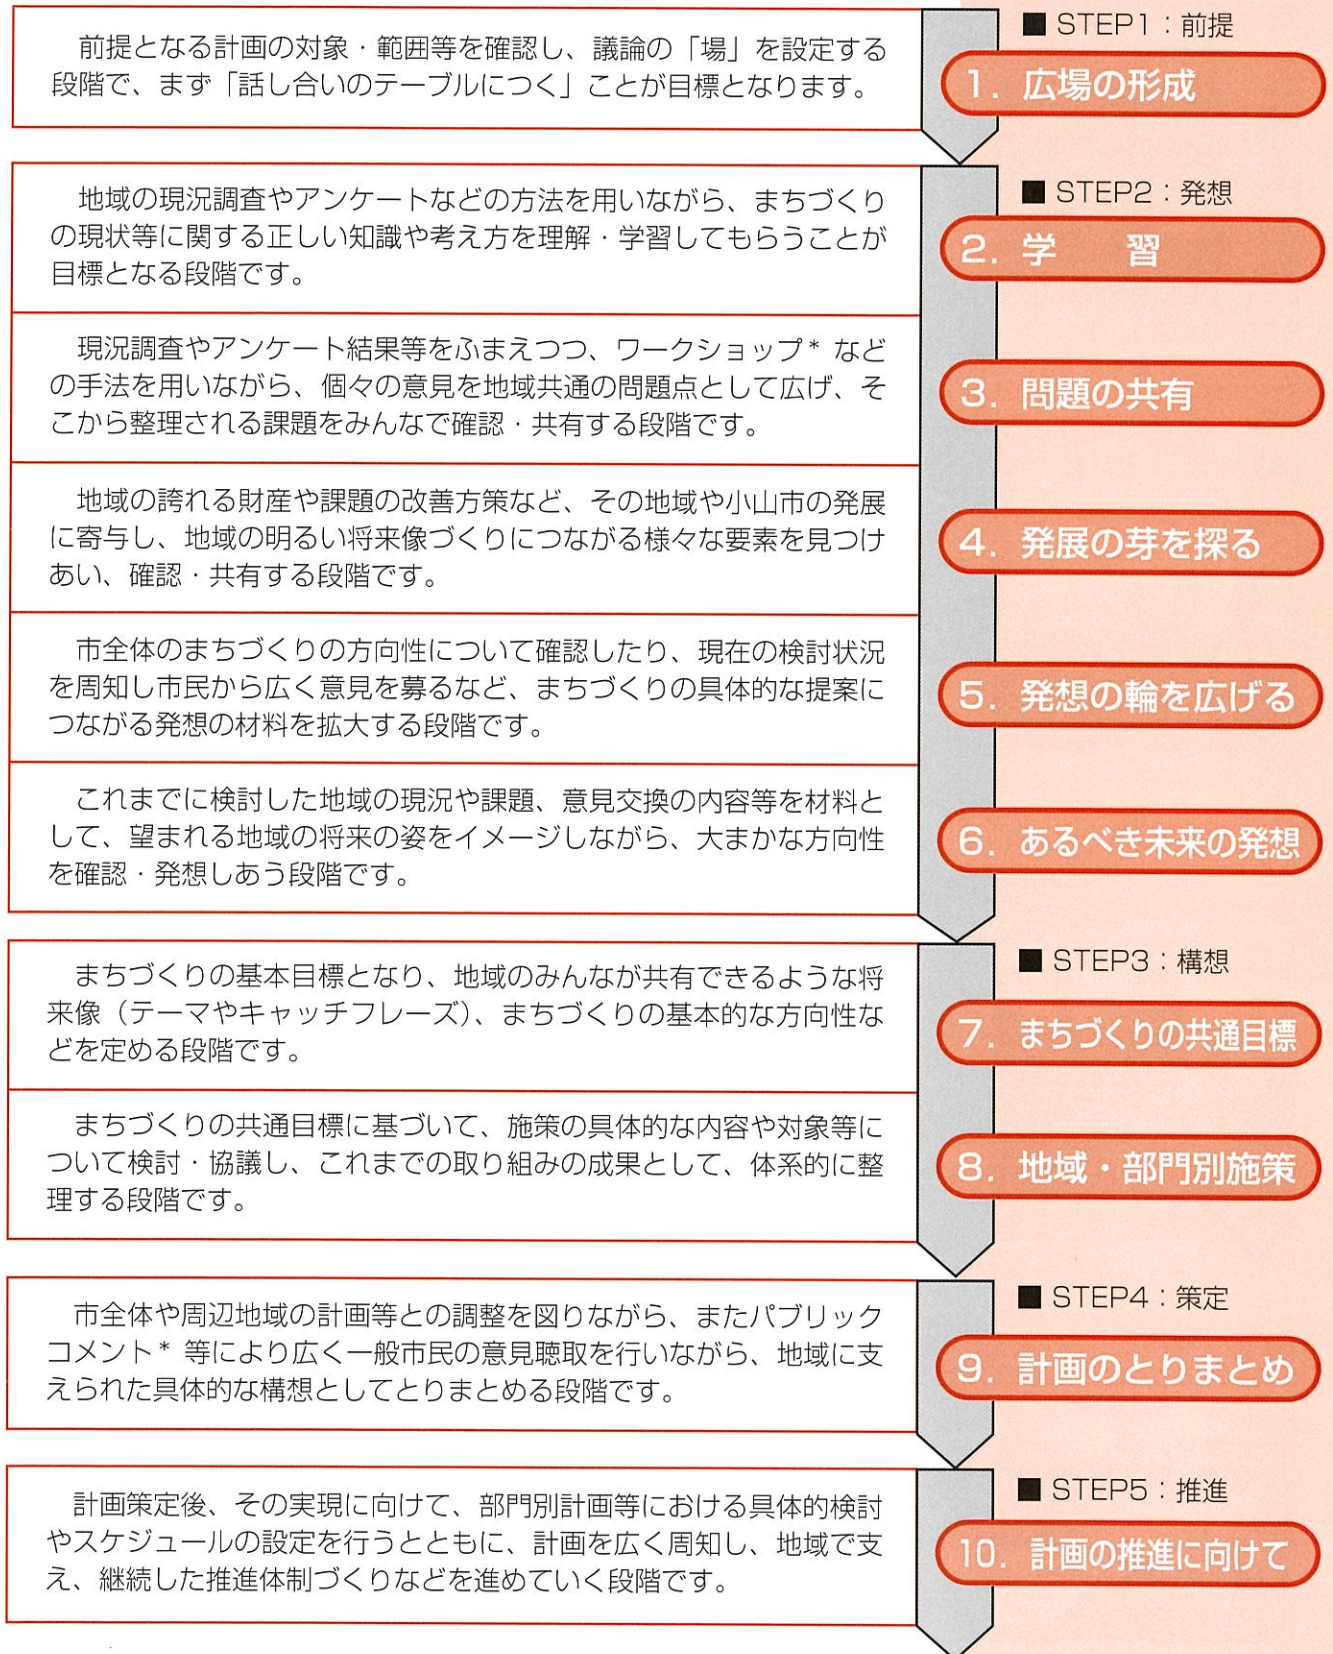 ■ STEP1：前提
1．広場の形成
前提となる計画の対象・範囲等を確認し、議論の「場」を設定する
段階で、まず「話し合いのテーブルにつく」ことが目標となります。
■ STEP2：発想
2．学　　習
地域の現況調査やアンケートなどの方法を用いながら、まちづくり
の現状等に関する正しい知識や考え方を理解・学習してもらうことが
目標となる段階です。
3．問題の共有
現況調査やアンケート結果等をふまえつつ、ワークショップ* など
の手法を用いながら、個々の意見を地域共通の問題点として広げ、そ
こから整理される課題をみんなで確認・共有する段階です。
4．発展の芽を探る
地域の誇れる財産や課題の改善方策など、その地域や小山市の発展
に寄与し、地域の明るい将来像づくりにつながる様々な要素を見つけ
あい、確認・共有する段階です。
5．発想の輪を広げる
市全体のまちづくりの方向性について確認したり、現在の検討状況
を周知し市民から広く意見を募るなど、まちづくりの具体的な提案に
つながる発想の材料を拡大する段階です。
6．あるべき未来の発想
これまでに検討した地域の現況や課題、意見交換の内容等を材料と
して、望まれる地域の将来の姿をイメージしながら、大まかな方向性
を確認・発想しあう段階です。
■ STEP3：構想
7．まちづくりの共通目標
まちづくりの基本目標となり、地域のみんなが共有できるような将
来像（テーマやキャッチフレーズ）、まちづくりの基本的な方向性な
どを定める段階です。
8．地域・部門別施策
まちづくりの共通目標に基づいて、施策の具体的な内容や対象等に
ついて検討・協議し、これまでの取り組みの成果として、体系的に整
理する段階です。
■ STEP4：策定
9．計画のとりまとめ
市全体や周辺地域の計画等との調整を図りながら、またパブリック
コメント* 等により広く一般市民の意見聴取を行いながら、地域に支
えられた具体的な構想としてとりまとめる段階です。
■ STEP5：推進
10．計画の推進に向けて
計画策定後、その実現に向けて、部門別計画等における具体的検討
やスケジュールの設定を行うとともに、計画を広く周知し、地域で支
え、継続した推進体制づくりなどを進めていく段階です。